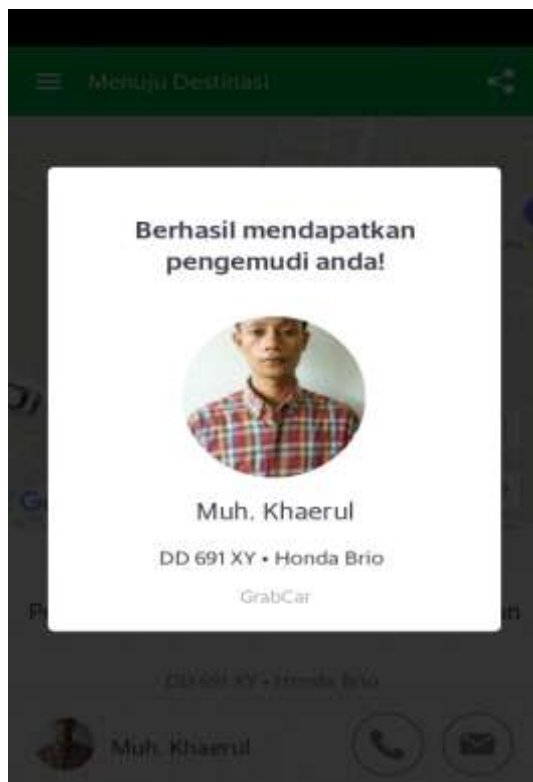 Menuju Destinasi
Berhasil mendapatkan
pengemudi anda!
Muh. Khaerul
DD 691 XY • Honda Brio
GrabCar
DD 691 XY • Honda Brio
Muh. Khaerul